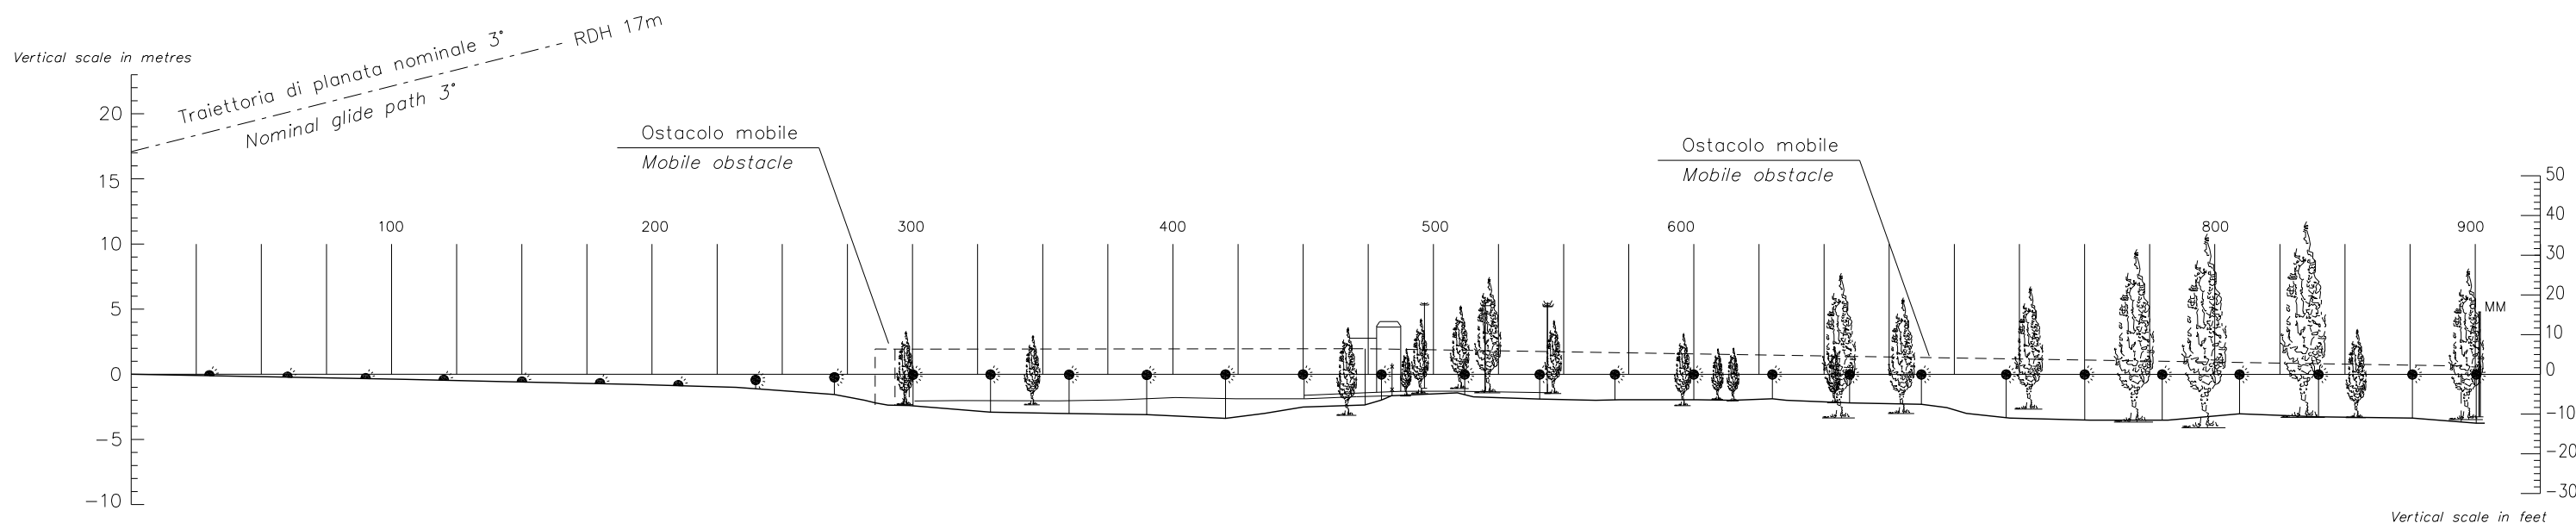 Vertical scale in metres
Traiettoria di planata nominale 3°
Nominal glide path 3°
RDH 17m
Ostacolo mobile
Mobile obstacle
Ostacolo mobile
Mobile obstacle
20
15
10
5
0
−5
−10
100
200
300
400
500
600
800
900
MM
50
40
30
20
10
0
−10
−20
−30
Vertical scale in feet